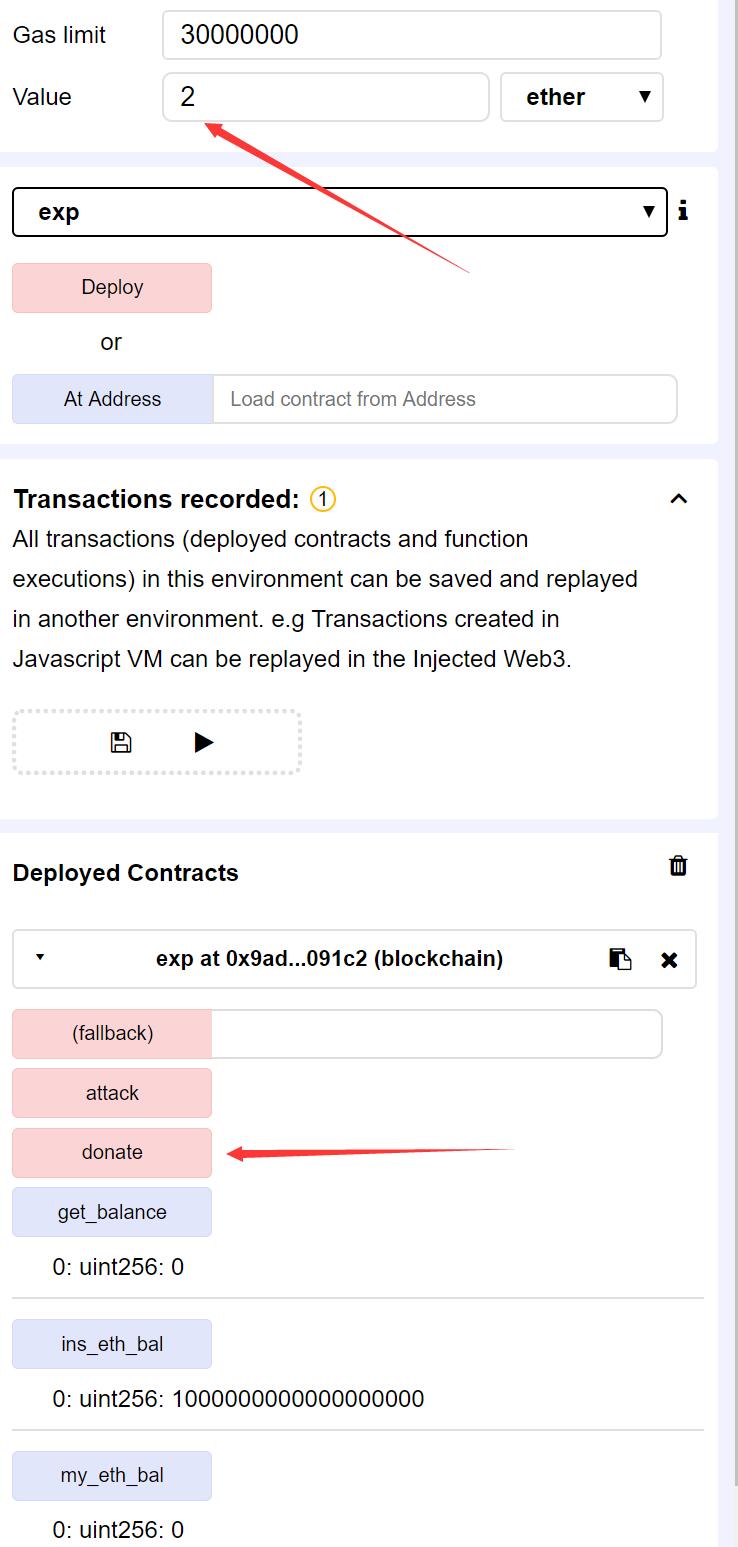 Gas limit 30000000
Value 2 ether
exp
Deploy
or
At Address Load contract from Address
Transactions recorded: 1
All transactions (deployed contracts and function
executions) in this environment can be saved and replayed
in another environment. e.g Transactions created in
Javascript VM can be replayed in the Injected Web3.
Deployed Contracts
exp at 0x9ad...091c2 (blockchain)
(fallback)
attack
donate
get_balance
0: uint256: 0
ins_eth_bal
0: uint256: 1000000000000000000
my_eth_bal
0: uint256: 0